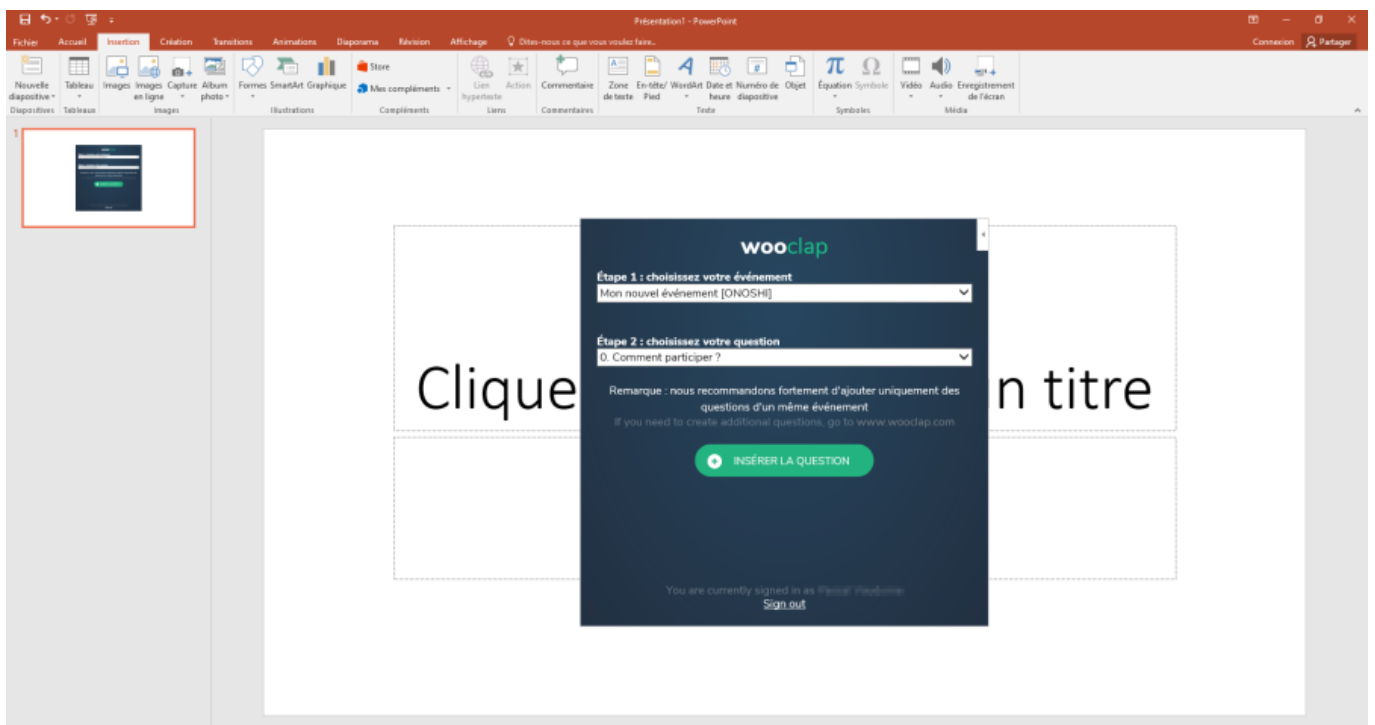 Présentation1 - PowerPoint
Fichier Accueil Insertion Création Transitions Animations Diaporama Révision Affichage Dites-nous ce que vous voulez faire... Connexion Partager
Nouvelle diapositive
Tableau
Images
Images en ligne
Capture
Album photo
Formes
SmartArt
Graphique
Store
Mes compléments
Lien hypertexte
Action
Commentaire
Zone de texte
En-tête/ Pied
WordArt
Date et heure
Numéro de diapositive
Objet
Équation
Symbole
Vidéo
Audio
Enregistrement de l'écran
Diapositives Tableaux Images Illustrations Compléments Liens Commentaires Texte Symboles Média
1
wooclap
Étape 1 : choisissez votre événement
Mon nouvel événement [ONOSHI]
Étape 2 : choisissez votre question
0. Comment participer ?
Clique n titre
Remarque : nous recommandons fortement d'ajouter uniquement des
questions d'un même événement
If you need to create additional questions, go to www.wooclap.com
INSÉRER LA QUESTION
You are currently signed in as
Sign out